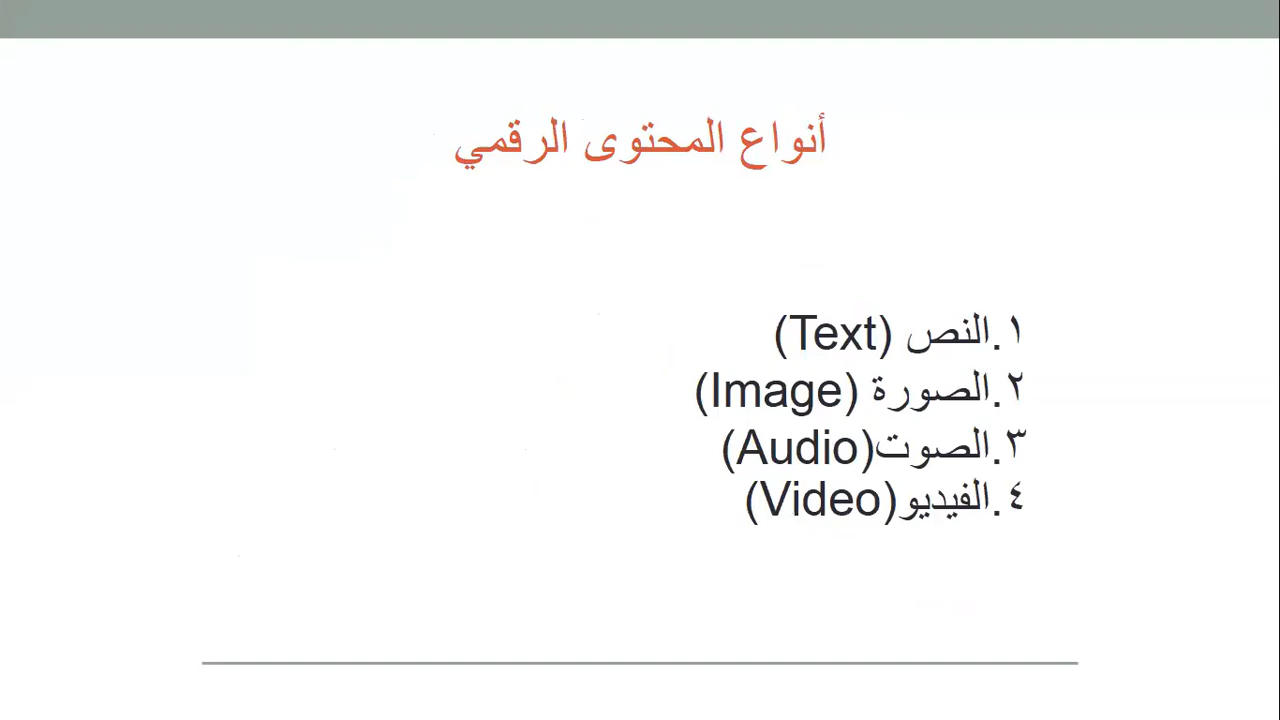 أنواع المحتوى الرقمي
١.النص (Text)
٢.الصورة (Image)
٣.الصوت(Audio)
٤.الفيديو(Video)